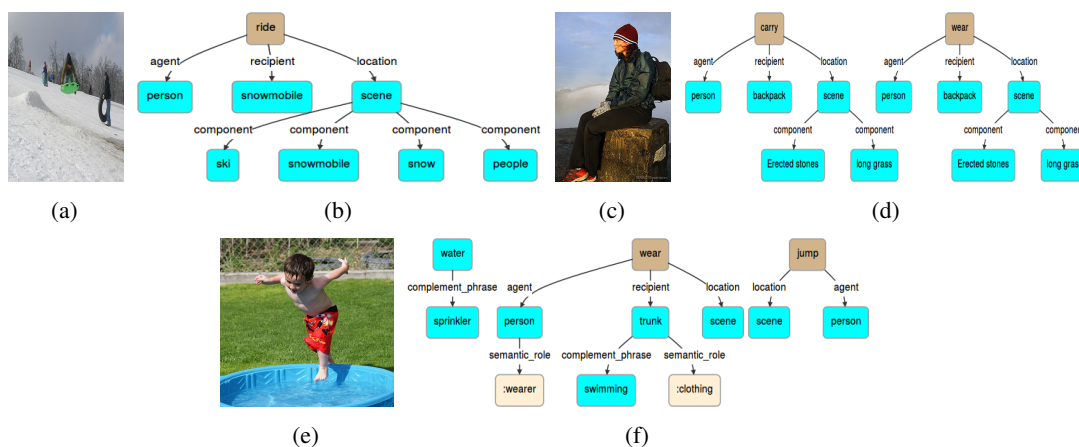 ride
agent recipient location
person snowmobile scene
component component component component
ski snowmobile snow people
carry wear
agent recipient location agent recipient location
person backpack scene person backpack scene
component component component component
Erected stones long grass Erected stones long grass
(a) (b) (c) (d)
water wear jump
complement_phrase agent recipient location location agent
sprinkler person trunk scene scene person
semantic_role complement_phrase semantic_role
:wearer swimming :clothing
(e) (f)